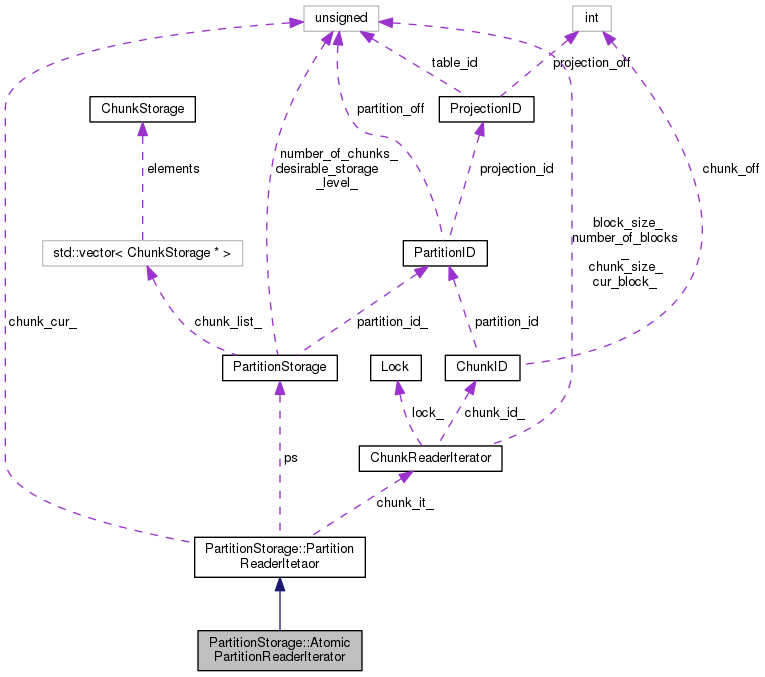 unsigned
int
table_id
projection_off
ChunkStorage
partition_off
ProjectionID
number_of_chunks_
desirable_storage
_level_
elements
projection_id
chunk_off
block_size_
number_of_blocks
_
chunk_size_
cur_block_
std::vector< ChunkStorage * >
PartitionID
chunk_cur_
chunk_list_
partition_id_
partition_id
PartitionStorage
Lock
ChunkID
lock_
chunk_id_
ps
ChunkReaderIterator
chunk_it_
PartitionStorage::Partition
ReaderItetaor
PartitionStorage::Atomic
PartitionReaderIterator